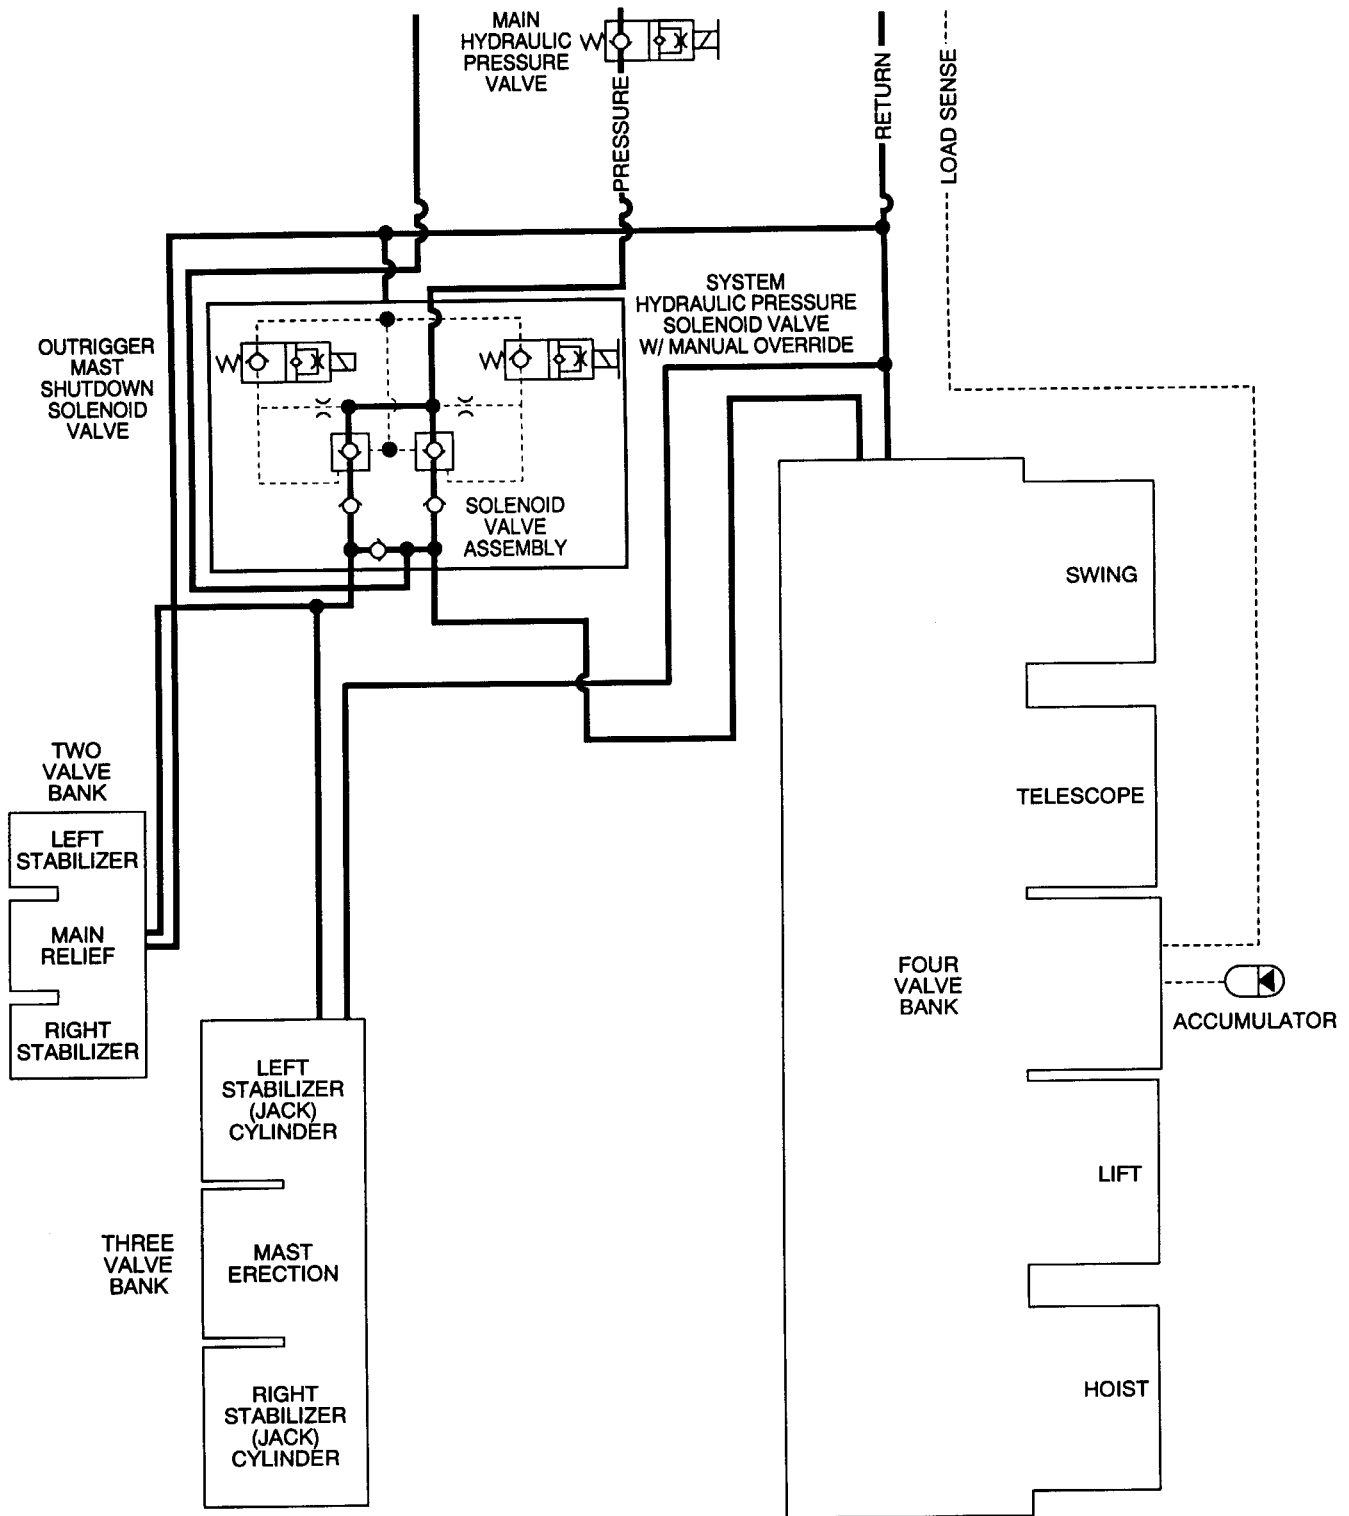 MAIN
HYDRAULIC
PRESSURE
VALVE
PRESSURE
RETURN
LOAD SENSE
SYSTEM
HYDRAULIC PRESSURE
SOLENOID VALVE
W/ MANUAL OVERRIDE
OUTRIGGER
MAST
SHUTDOWN
SOLENOID
VALVE
SOLENOID
VALVE
ASSEMBLY
SWING
TELESCOPE
TWO
VALVE
BANK
LEFT
STABILIZER
MAIN
RELIEF
RIGHT
STABILIZER
FOUR
VALVE
BANK
ACCUMULATOR
LEFT
STABILIZER
(JACK)
CYLINDER
LIFT
THREE
VALVE
BANK
MAST
ERECTION
HOIST
RIGHT
STABILIZER
(JACK)
CYLINDER